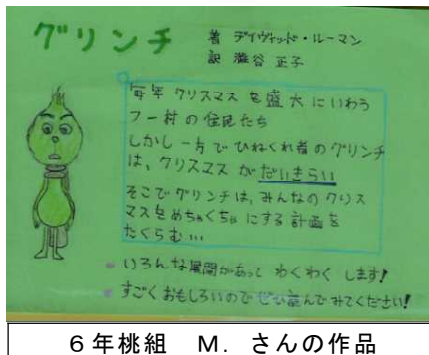 グリンチ
著 デイヴィッド・ルーマン
訳 澁谷 正子
毎年 クリスマス を 盛大 に いわう
フー村 の 住民たち
しかし 一方 で ひねくれ者 の グリンチ
は、クリスマス が だいきらい
そこで グリンチは、みんなの クリス
マスを めちゃくちゃ に する 計画 を
たくらむ…
いろんな 展開があって わくわく します!
すごく おもしろい ので ぜひ 読んで みてください!
6年桃組 M. さんの作品